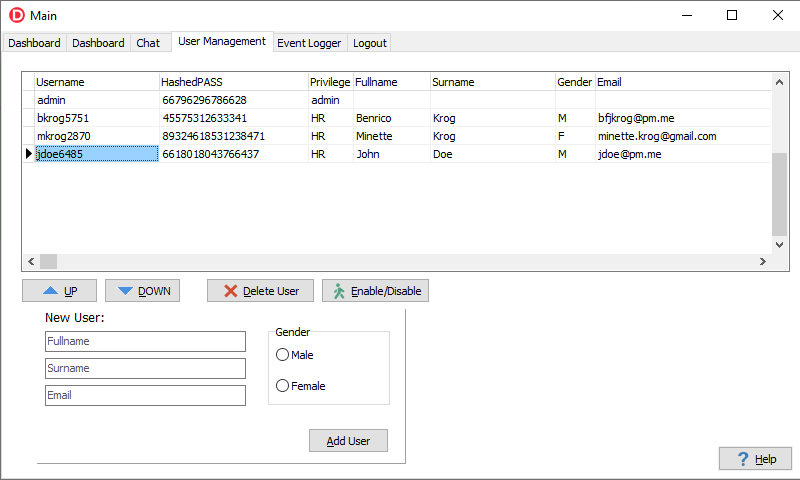 D Main
Dashboard Dashboard Chat User Management Event Logger Logout
Username HashedPASS Privilege Fullname Surname Gender Email
admin 66796296786628 admin
bkrog5751 45575312633341 HR Benrico Krog M bfjkrog@pm.me
mkrog2870 89324618531238471 HR Minette Krog F minette.krog@gmail.com
jdoe6485 6618018043766437 HR John Doe M jdoe@pm.me
UP DOWN Delete User Enable/Disable
New User:
Fullname
Surname
Email
Gender
Male
Female
Add User
? Help